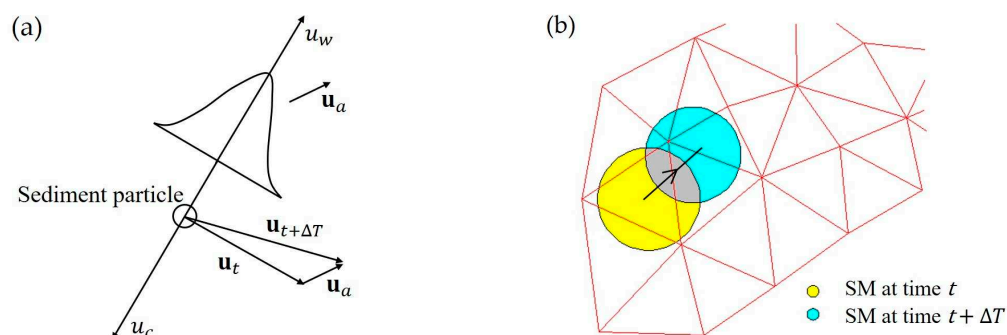 (a)
u_w
u_a
Sediment particle
u_{t+ΔT}
u_t
u_a
u_c
(b)
SM at time t
SM at time t + ΔT